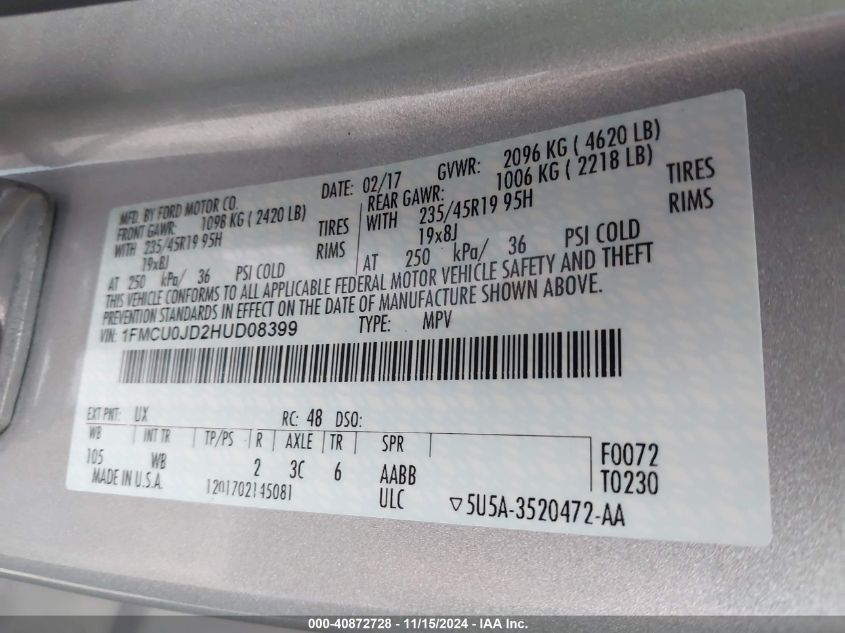 MFD. BY FORD MOTOR CO. DATE: 02/17 GVWR: 2096 KG ( 4620 LB)
FRONT GAWR: 1098 KG ( 2420 LB) REAR GAWR: 1006 KG ( 2218 LB)
WITH 235/45R19 95H TIRES WITH 235/45R19 95H TIRES
19x8J RIMS 19x8J RIMS
AT 250 kPa/ 36 PSI COLD AT 250 kPa/ 36 PSI COLD
THIS VEHICLE CONFORMS TO ALL APPLICABLE FEDERAL MOTOR VEHICLE SAFETY AND THEFT
PREVENTION STANDARDS IN EFFECT ON THE DATE OF MANUFACTURE SHOWN ABOVE.
VIN: 1FMCU0JD2HUD08399 TYPE: MPV
EXT PNT: UX RC: 48 DSO:
WB INT TR TP/PS R AXLE TR SPR
105 WB 2 3C 6 AABB F0072
MADE IN U.S.A. 1201702145081 ULC T0230
5U5A-3520472-AA
000-40872728 - 11/15/2024 - IAA Inc.